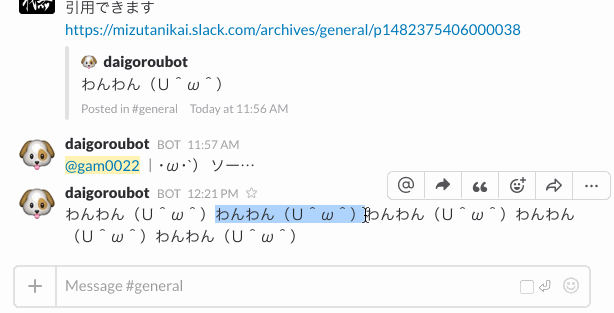 引用できます
https://mizutanikai.slack.com/archives/general/p1482375406000038
daigoroubot
わんわん（U＾ω＾）
Posted in #general Today at 11:56 AM
daigoroubot BOT 11:57 AM
@gam0022 |･ω･`) ソー…
daigoroubot BOT 12:21 PM
わんわん（U＾ω＾）わんわん（U＾ω＾）わんわん（U＾ω＾）わんわん
（U＾ω＾）わんわん（U＾ω＾）
Message #general